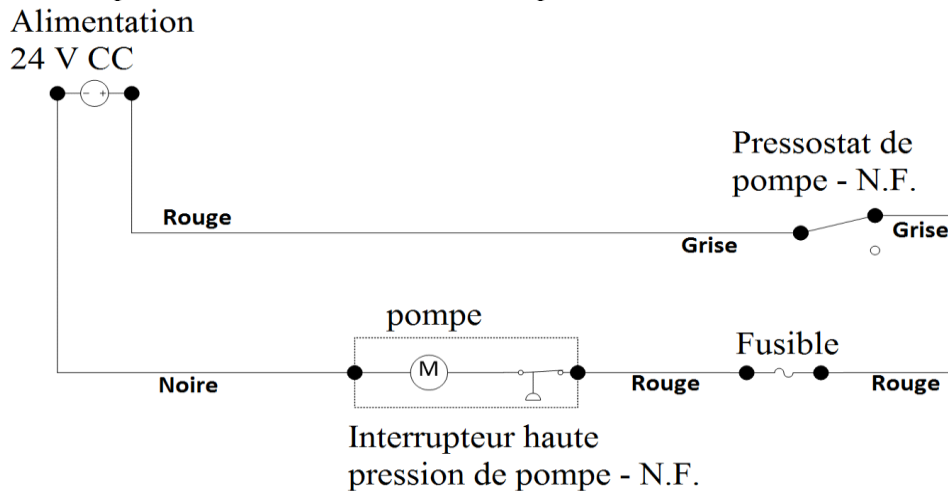 Alimentation
24 V CC
- +
Pressostat de
pompe - N.F.
Rouge
Grise
Grise
pompe
Fusible
M
Noire
Rouge
Rouge
Interrupteur haute
pression de pompe - N.F.